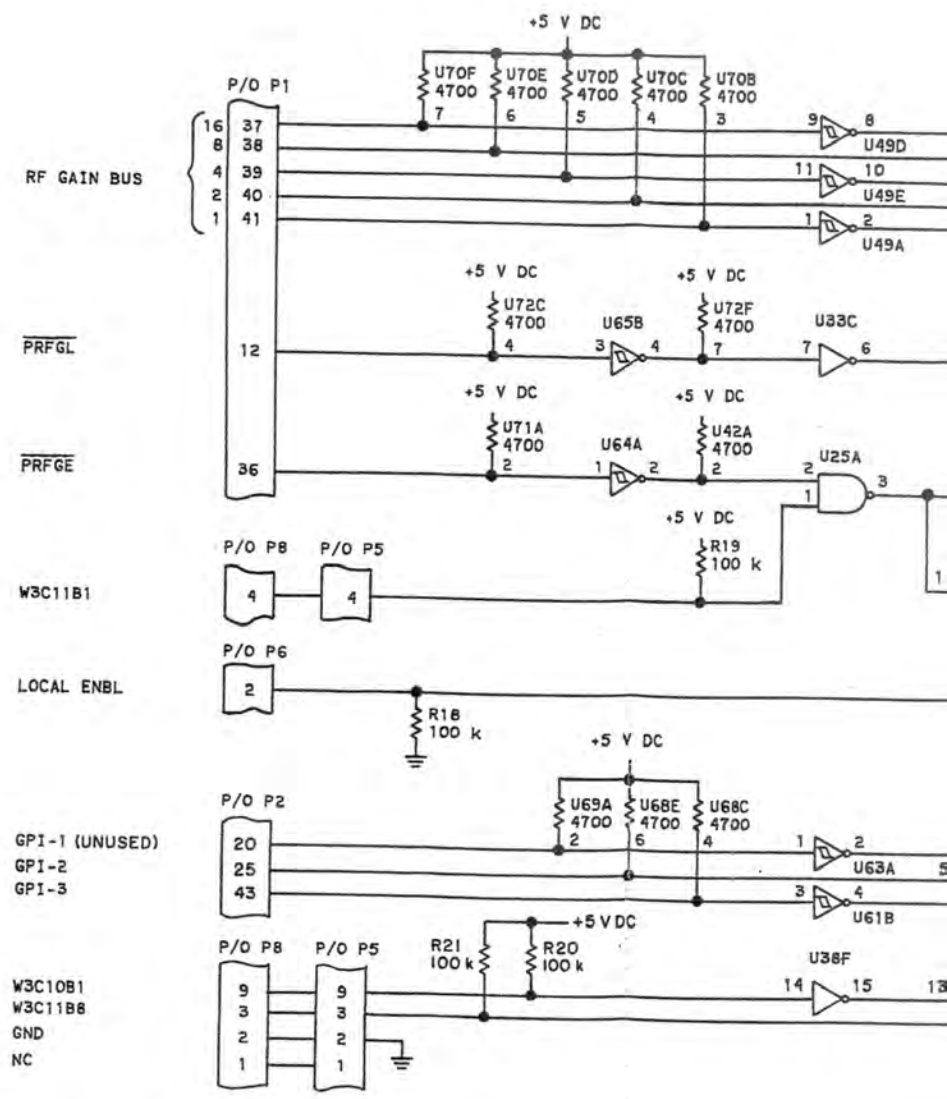 +5 V DC
P/O P1
U70F 4700 7
U70E 4700 6
U70D 4700 5
U70C 4700 4
U70B 4700 3
RF GAIN BUS
16 37
8 38
4 39
2 40
1 41
9 8 U49D
11 10 U49E
1 2 U49A
+5 V DC
+5 V DC
U72C 4700 4
U65B
U72F 4700 7
U33C
PRFGL
12
3 4
7 6
+5 V DC
+5 V DC
U71A 4700 2
U64A
U42A 4700 2
U25A
PRFGE
36
1 2
2 3
1
+5 V DC
R19 100 k
P/O P8 P/O P5
W3C11B1
4 4
1
P/O P6
LOCAL ENBL
2
R18 100 k
+5 V DC
P/O P2
U69A 4700 2
U68E 4700 6
U68C 4700 4
GPI-1 (UNUSED)
20
1 2
U63A
GPI-2
25
5
GPI-3
43
3 4
U61B
+5 V DC
P/O P8 P/O P5
R21 100 k
R20 100 k
U38F
W3C10B1
9 9
14 15
13
W3C11B8
3 3
GND
2 2
NC
1 1